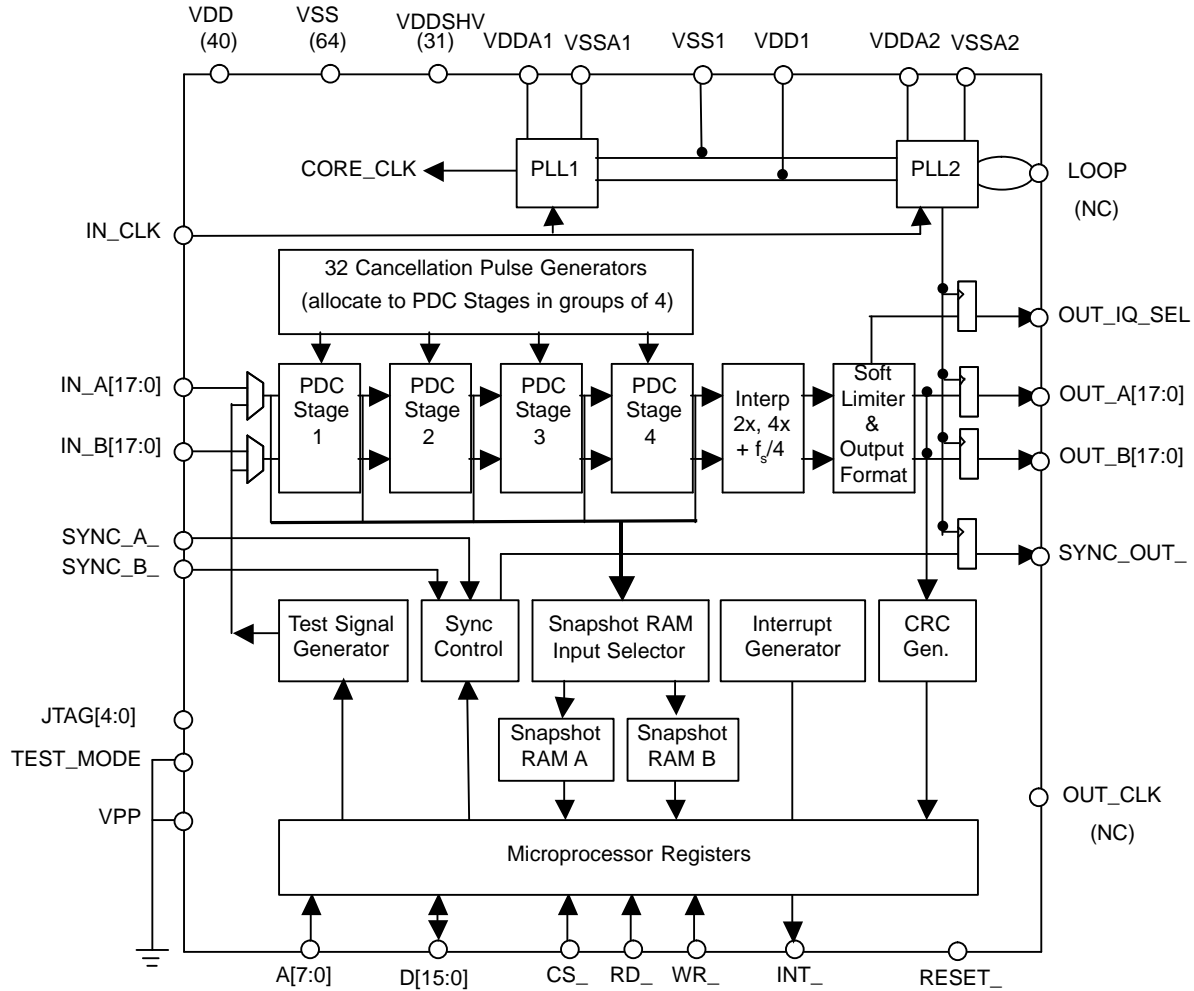 VDD
(40)
VSS
(64)
VDDSHV
(31)
VDDA1
VSSA1
VSS1
VDD1
VDDA2
VSSA2
CORE_CLK
PLL1
PLL2
LOOP
(NC)
IN_CLK
32 Cancellation Pulse Generators
(allocate to PDC Stages in groups of 4)
OUT_IQ_SEL
IN_A[17:0]
IN_B[17:0]
PDC
Stage
1
PDC
Stage
2
PDC
Stage
3
PDC
Stage
4
Interp
2x, 4x
+ fs/4
Soft
Limiter
&
Output
Format
OUT_A[17:0]
OUT_B[17:0]
SYNC_A_
SYNC_B_
SYNC_OUT_
Test Signal
Generator
Sync
Control
Snapshot RAM
Input Selector
Interrupt
Generator
CRC
Gen.
JTAG[4:0]
TEST_MODE
VPP
Snapshot
RAM A
Snapshot
RAM B
OUT_CLK
(NC)
Microprocessor Registers
A[7:0]
D[15:0]
CS_
RD_
WR_
INT_
RESET_